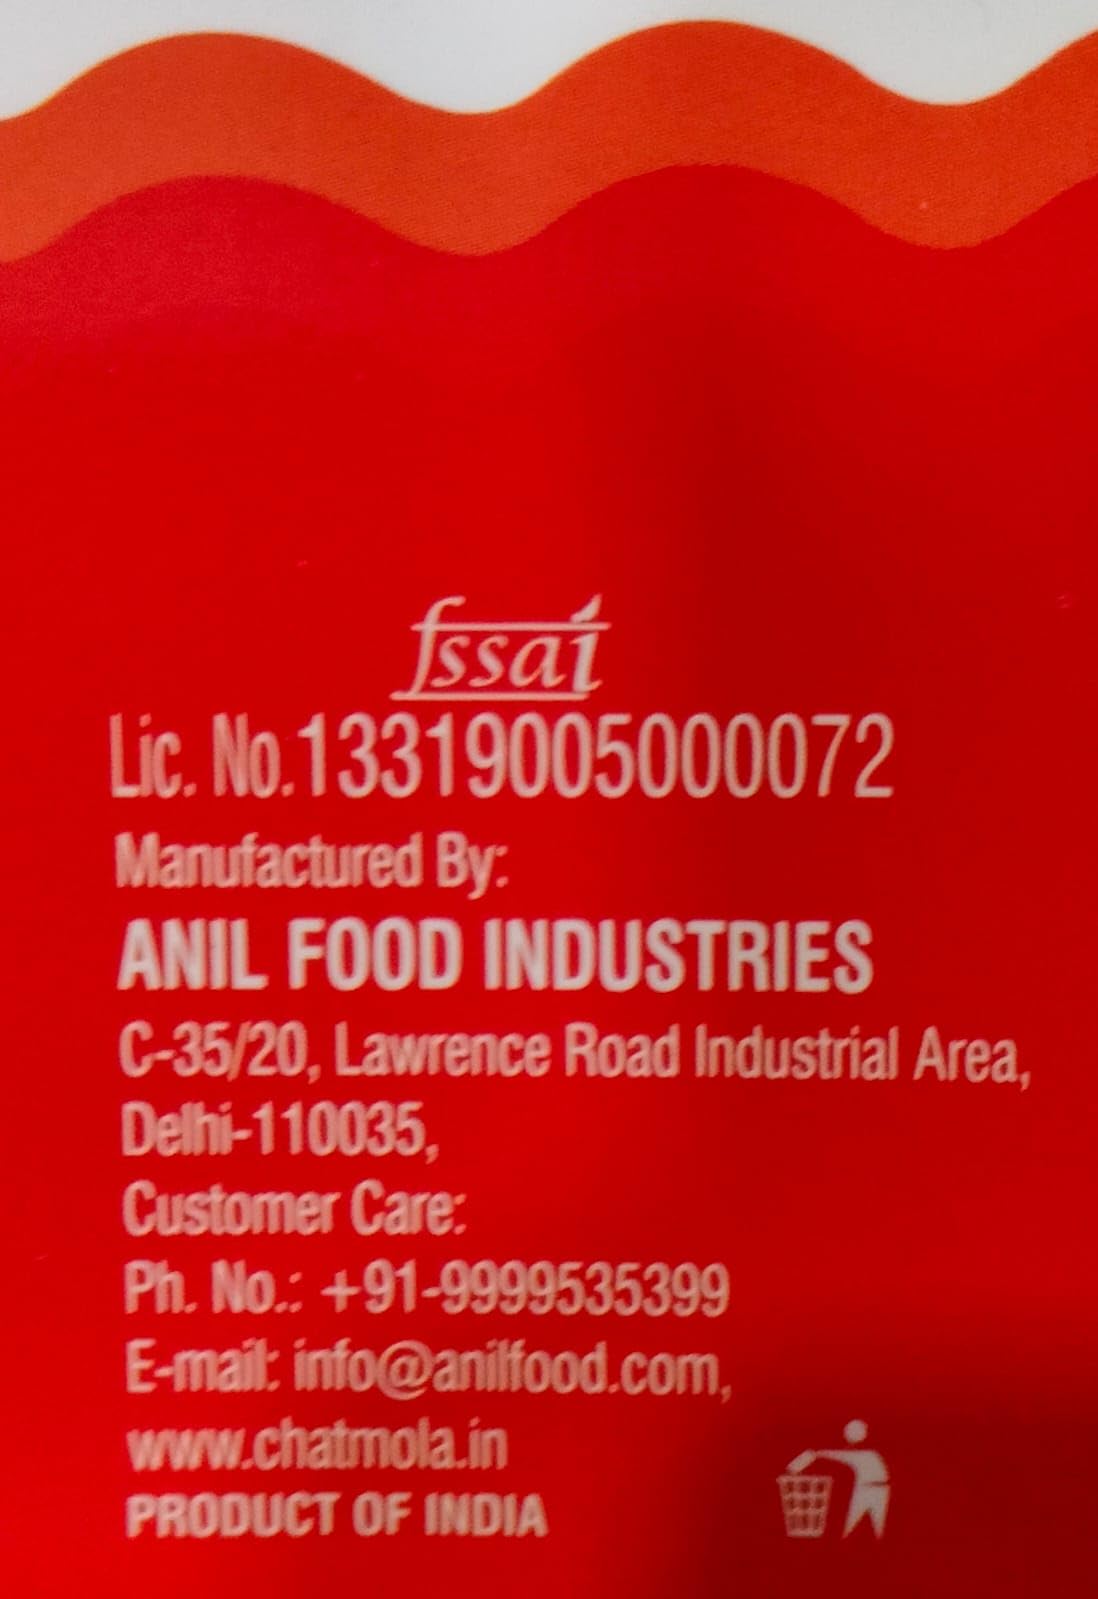 fssai
Lic. No.13319005000072
Manufactured By:
ANIL FOOD INDUSTRIES
C-35/20, Lawrence Road Industrial Area,
Delhi-110035,
Customer Care:
Ph. No.: +91-9999535399
E-mail: info@anilfood.com,
www.chatmola.in
PRODUCT OF INDIA